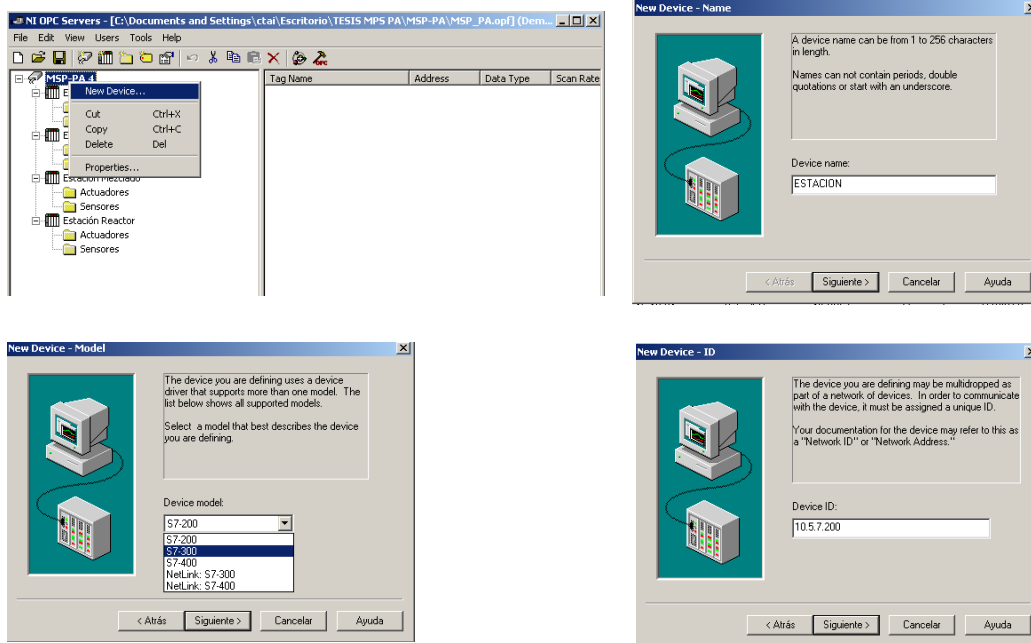 NI OPC Servers - [C:\Documents and Settings\ctai\Escritorio\TESIS MPS PA\MSP-PA\MSP_PA.opf] (Dem...
File Edit View Users Tools Help
MSP-PA 4
New Device...
Cut Ctrl+X
Copy Ctrl+C
Delete Del
Properties...
Estación Mezclado
Actuadores
Sensores
Estación Reactor
Actuadores
Sensores
Tag Name Address Data Type Scan Rate
New Device - Name
A device name can be from 1 to 256 characters
in length.
Names can not contain periods, double
quotations or start with an underscore.
Device name:
ESTACION
< Atrás Siguiente > Cancelar Ayuda
New Device - Model
The device you are defining uses a device
driver that supports more than one model. The
list below shows all supported models.
Select a model that best describes the device
you are defining.
Device model:
S7-200
S7-200
S7-300
S7-400
NetLink: S7-300
NetLink: S7-400
< Atrás Siguiente > Cancelar Ayuda
New Device - ID
The device you are defining may be multidropped as
part of a network of devices. In order to communicate
with the device, it must be assigned a unique ID.
Your documentation for the device may refer to this as
a "Network ID" or "Network Address."
Device ID:
10.5.7.200
< Atrás Siguiente > Cancelar Ayuda